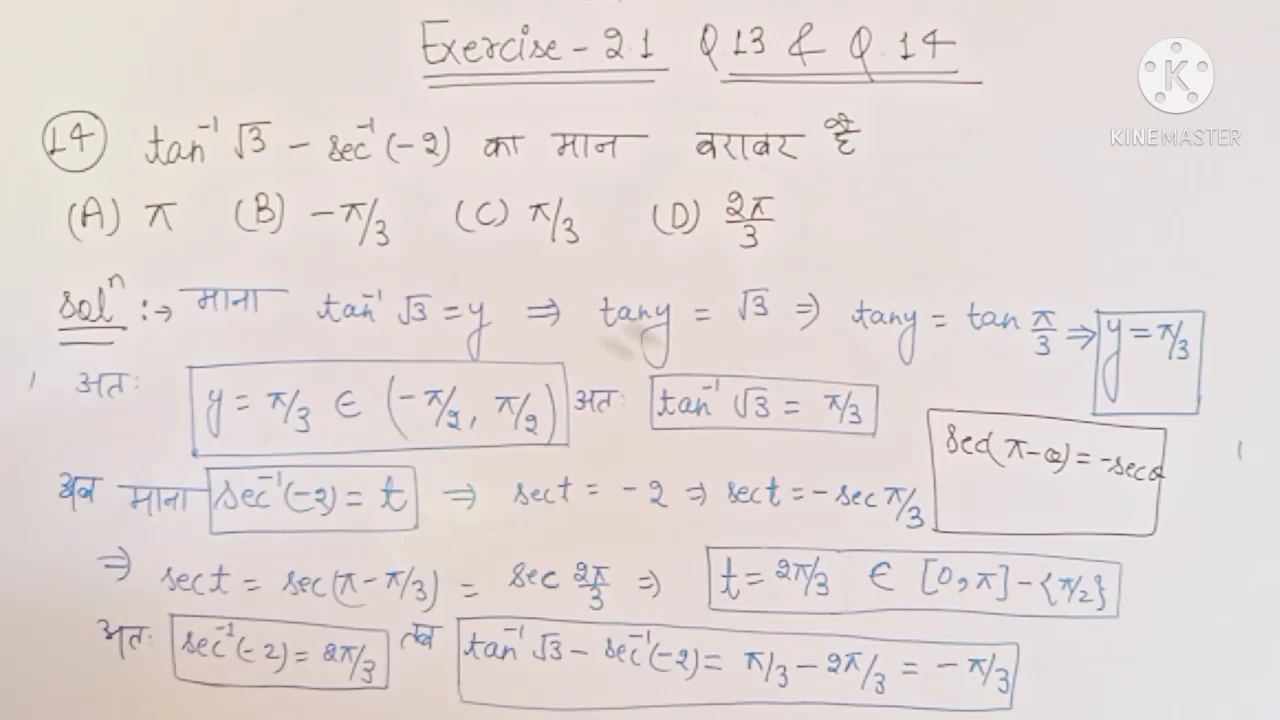 Exercise - 2.1 Q.13 & Q.14
KINEMASTER
(14) tan⁻¹ √3 - sec⁻¹ (-2) का मान बराबर है
(A) π (B) -π/3 (C) π/3 (D) 2π/3
Solⁿ :→ माना tan⁻¹ √3 = y ⇒ tany = √3 ⇒ tany = tan π/3 ⇒ y = π/3
अतः y = π/3 ∈ (-π/2, π/2) अतः tan⁻¹ √3 = π/3
sec(π-θ) = -secθ
अब माना sec⁻¹(-2) = t ⇒ sect = -2 ⇒ sect = -sec π/3
⇒ sect = sec(π-π/3) = sec 2π/3 ⇒ t = 2π/3 ∈ [0,π]-{π/2}
अतः sec⁻¹(-2) = 2π/3 तब tan⁻¹ √3 - sec⁻¹(-2) = π/3 - 2π/3 = -π/3